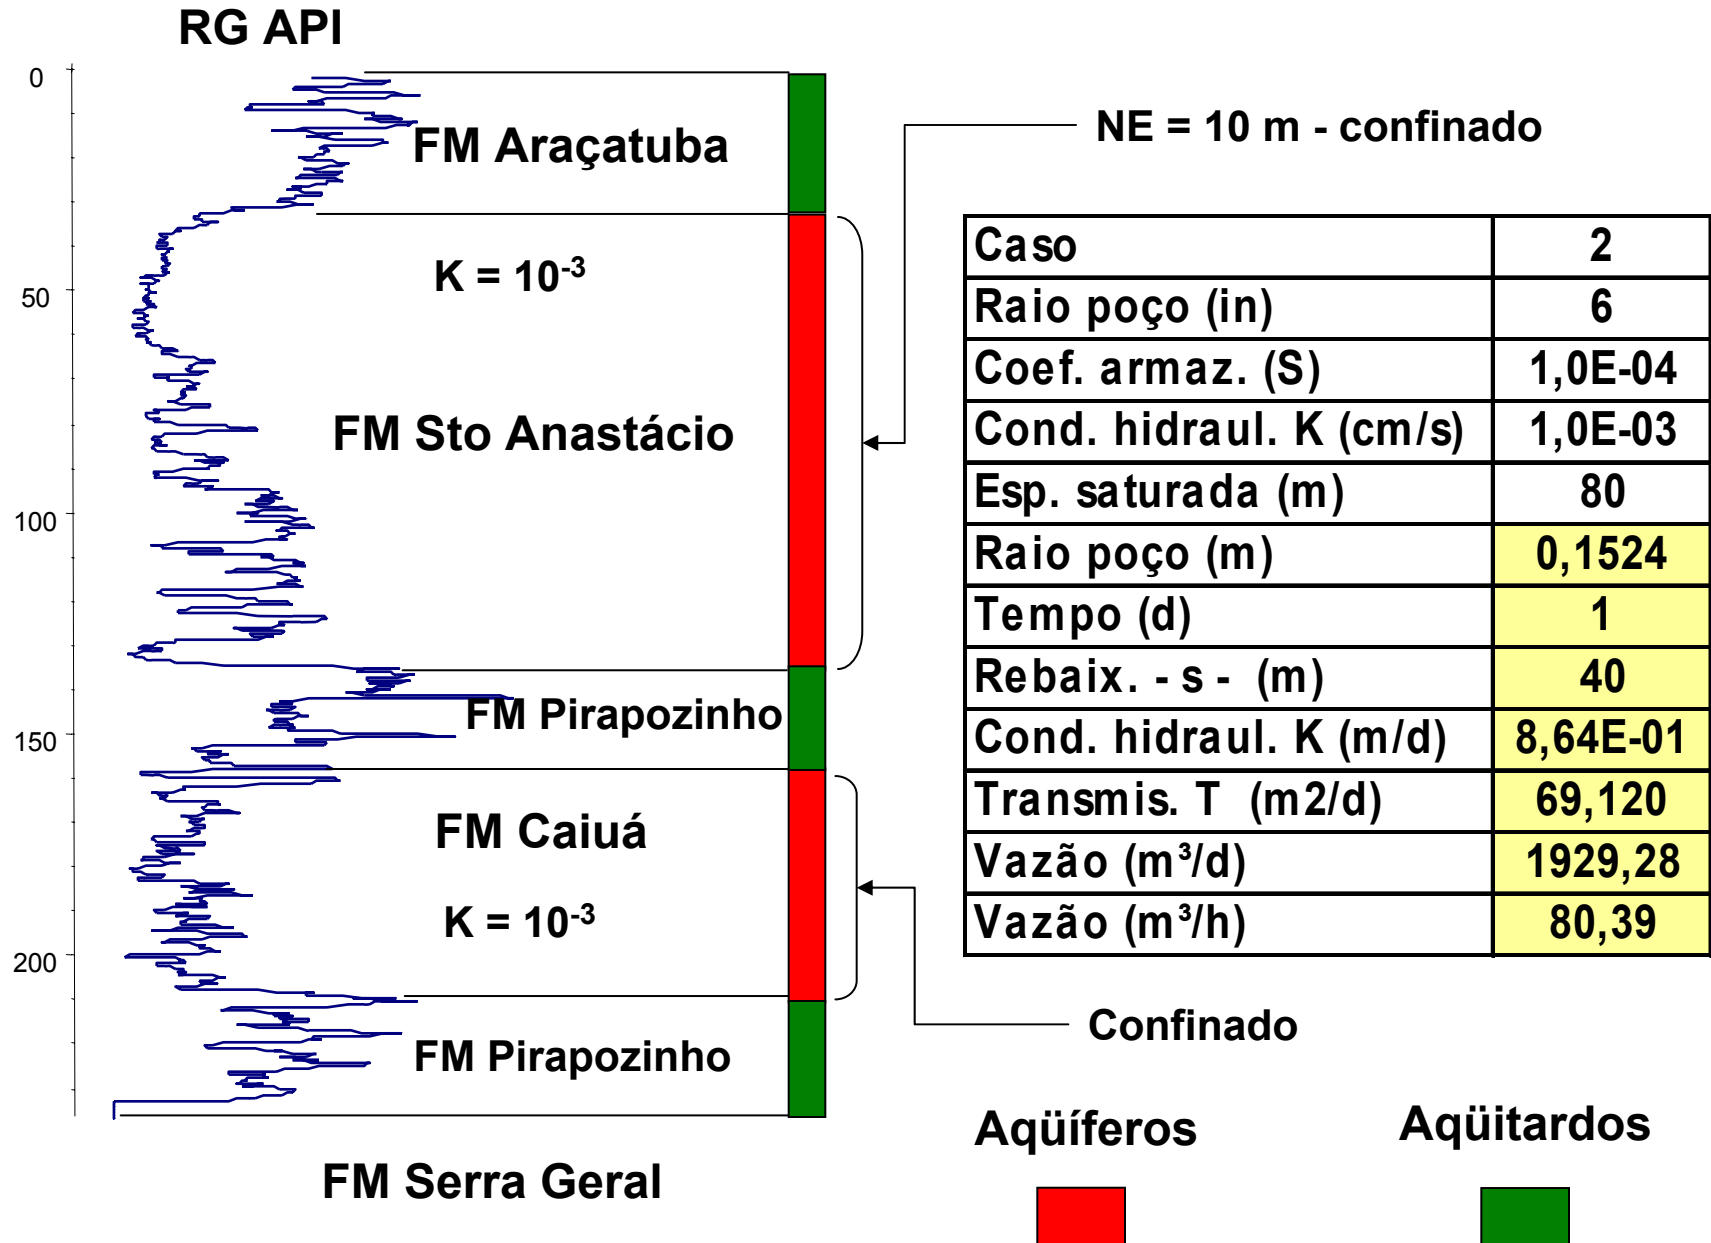 RG API
0
50
100
150
200
FM Araçatuba
K = 10⁻³
FM Sto Anastácio
FM Pirapozinho
FM Caiuá
K = 10⁻³
FM Pirapozinho
FM Serra Geral
NE = 10 m - confinado
Caso 2
Raio poço (in) 6
Coef. armaz. (S) 1,0E-04
Cond. hidraul. K (cm/s) 1,0E-03
Esp. saturada (m) 80
Raio poço (m) 0,1524
Tempo (d) 1
Rebaix. - s - (m) 40
Cond. hidraul. K (m/d) 8,64E-01
Transmis. T (m2/d) 69,120
Vazão (m³/d) 1929,28
Vazão (m³/h) 80,39
Confinado
Aqüíferos
Aqüitardos